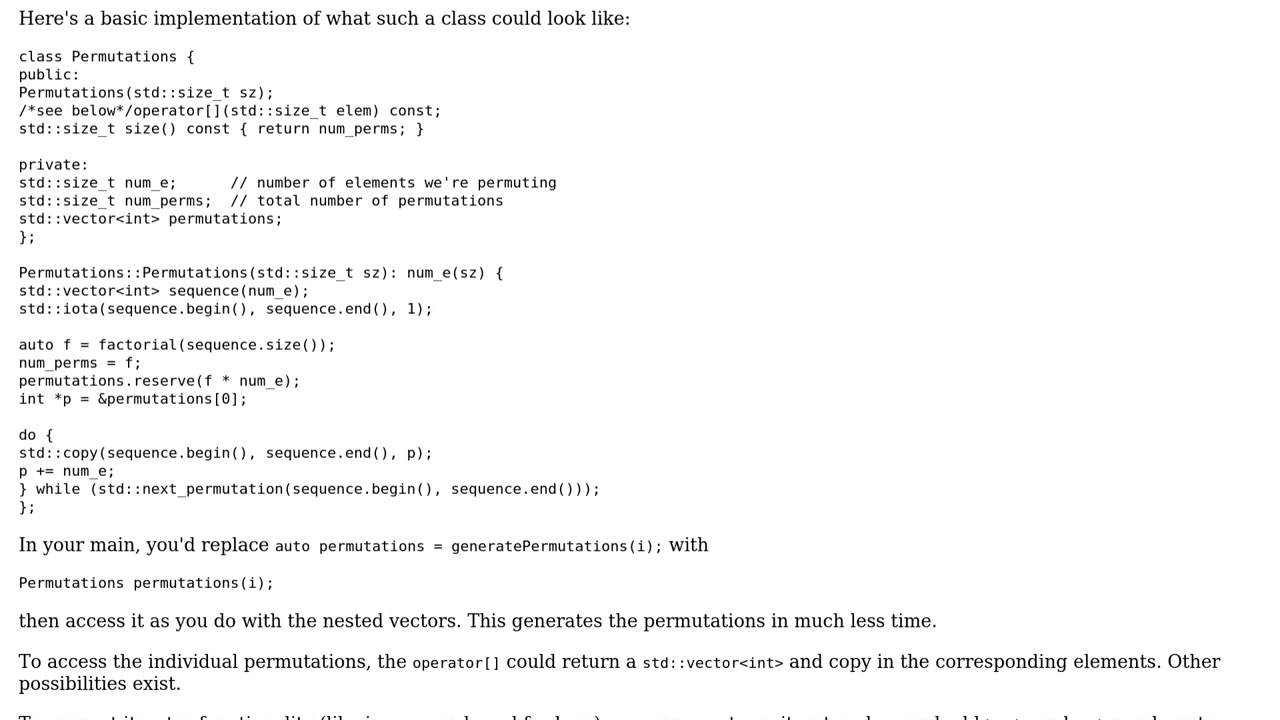 Here's a basic implementation of what such a class could look like:
class Permutations {
public:
Permutations(std::size_t sz);
/*see below*/operator[](std::size_t elem) const;
std::size_t size() const { return num_perms; }
private:
std::size_t num_e;      // number of elements we're permuting
std::size_t num_perms;  // total number of permutations
std::vector<int> permutations;
};
Permutations::Permutations(std::size_t sz): num_e(sz) {
std::vector<int> sequence(num_e);
std::iota(sequence.begin(), sequence.end(), 1);
auto f = factorial(sequence.size());
num_perms = f;
permutations.reserve(f * num_e);
int *p = &permutations[0];
do {
std::copy(sequence.begin(), sequence.end(), p);
p += num_e;
} while (std::next_permutation(sequence.begin(), sequence.end()));
};
In your main, you'd replace auto permutations = generatePermutations(i); with
Permutations permutations(i);
then access it as you do with the nested vectors. This generates the permutations in much less time.
To access the individual permutations, the operator[] could return a std::vector<int> and copy in the corresponding elements. Other
possibilities exist.